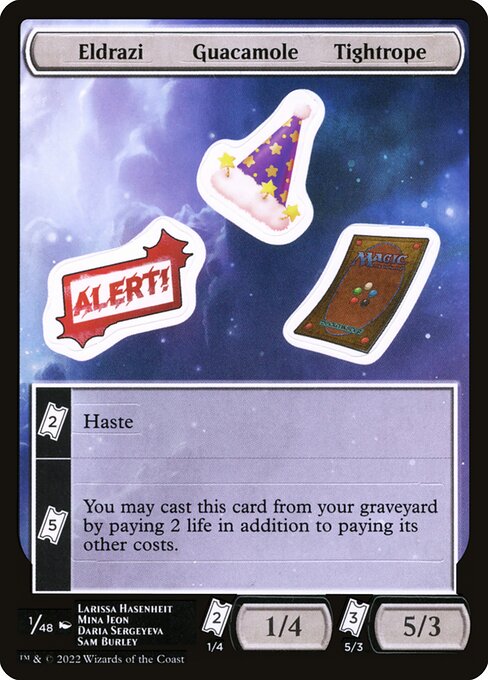 Eldrazi Guacamole Tightrope
ALERT!
MAGIC
2
Haste
5
You may cast this card from your graveyard
by paying 2 life in addition to paying its
other costs.
1/48
Larissa Hasenheit
Mina Jeon
Daria Sergeyeva
Sam Burley
2
1/4
1/4
3
5/3
5/3
™ & © 2022 Wizards of the Coast